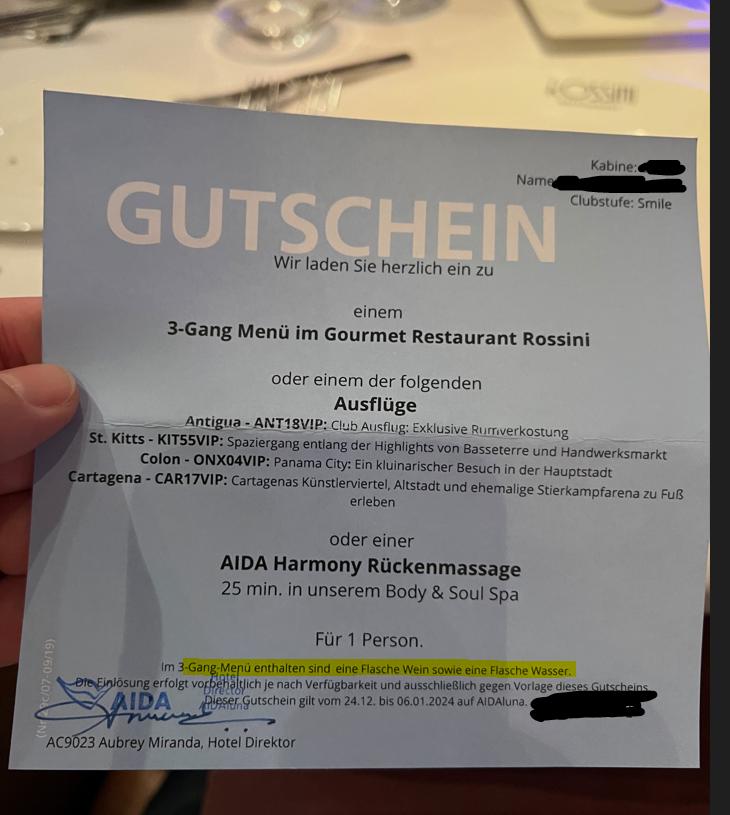 ROSSINI
Kabine:
Name
Clubstufe: Smile
GUTSCHEIN
Wir laden Sie herzlich ein zu
einem
3-Gang Menü im Gourmet Restaurant Rossini
oder einem der folgenden
Ausflüge
Antigua - ANT18VIP: Club Ausflug: Exklusive Rumverkostung
St. Kitts - KIT55VIP: Spaziergang entlang der Highlights von Basseterre und Handwerksmarkt
Colon - ONX04VIP: Panama City: Ein kluinarischer Besuch in der Hauptstadt
Cartagena - CAR17VIP: Cartagenas Künstlerviertel, Altstadt und ehemalige Stierkampfarena zu Fuß
erleben
oder einer
AIDA Harmony Rückenmassage
25 min. in unserem Body & Soul Spa
Für 1 Person.
Im 3-Gang-Menü enthalten sind eine Flasche Wein sowie eine Flasche Wasser.
Die Einlösung erfolgt vorbehaltlich je nach Verfügbarkeit und ausschließlich gegen Vorlage dieses Gutscheins.
Dieser Gutschein gilt vom 24.12. bis 06.01.2024 auf AIDAluna.
Hotel
Director
AIDAluna
AIDA
AC9023 Aubrey Miranda, Hotel Direktor